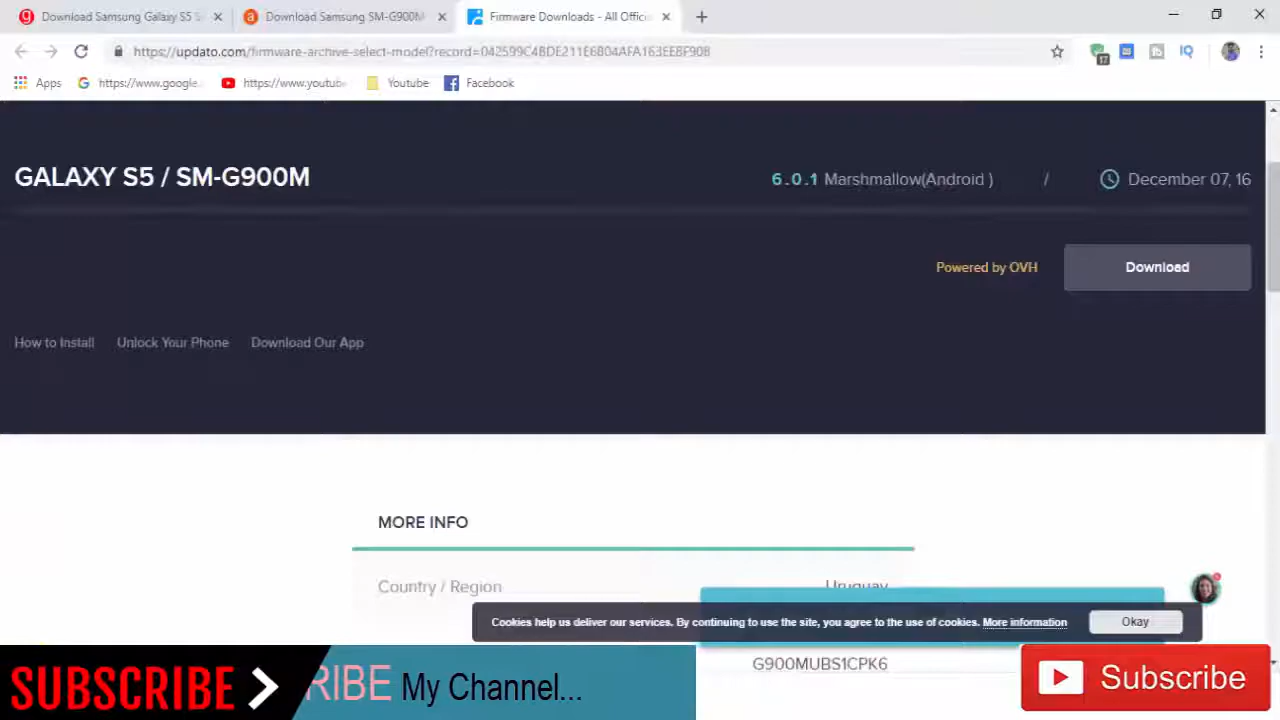 Download Samsung Galaxy S5 S
Download Samsung SM-G900M
Firmware Downloads - All Offici
https://updato.com/firmware-archive-select-model?record=042599C4BDE211E6804AFA163EE8F908
17
Apps
https://www.google.
https://www.youtube
Youtube
Facebook
GALAXY S5 / SM-G900M
6.0.1 Marshmallow(Android ) / December 07, 16
Powered by OVH
Download
How to Install
Unlock Your Phone
Download Our App
MORE INFO
Country / Region
Uruguay
Cookies help us deliver our services. By continuing to use the site, you agree to the use of cookies. More information
Okay
G900MUBS1CPK6
SUBSCRIBE
RIBE My Channel...
Subscribe